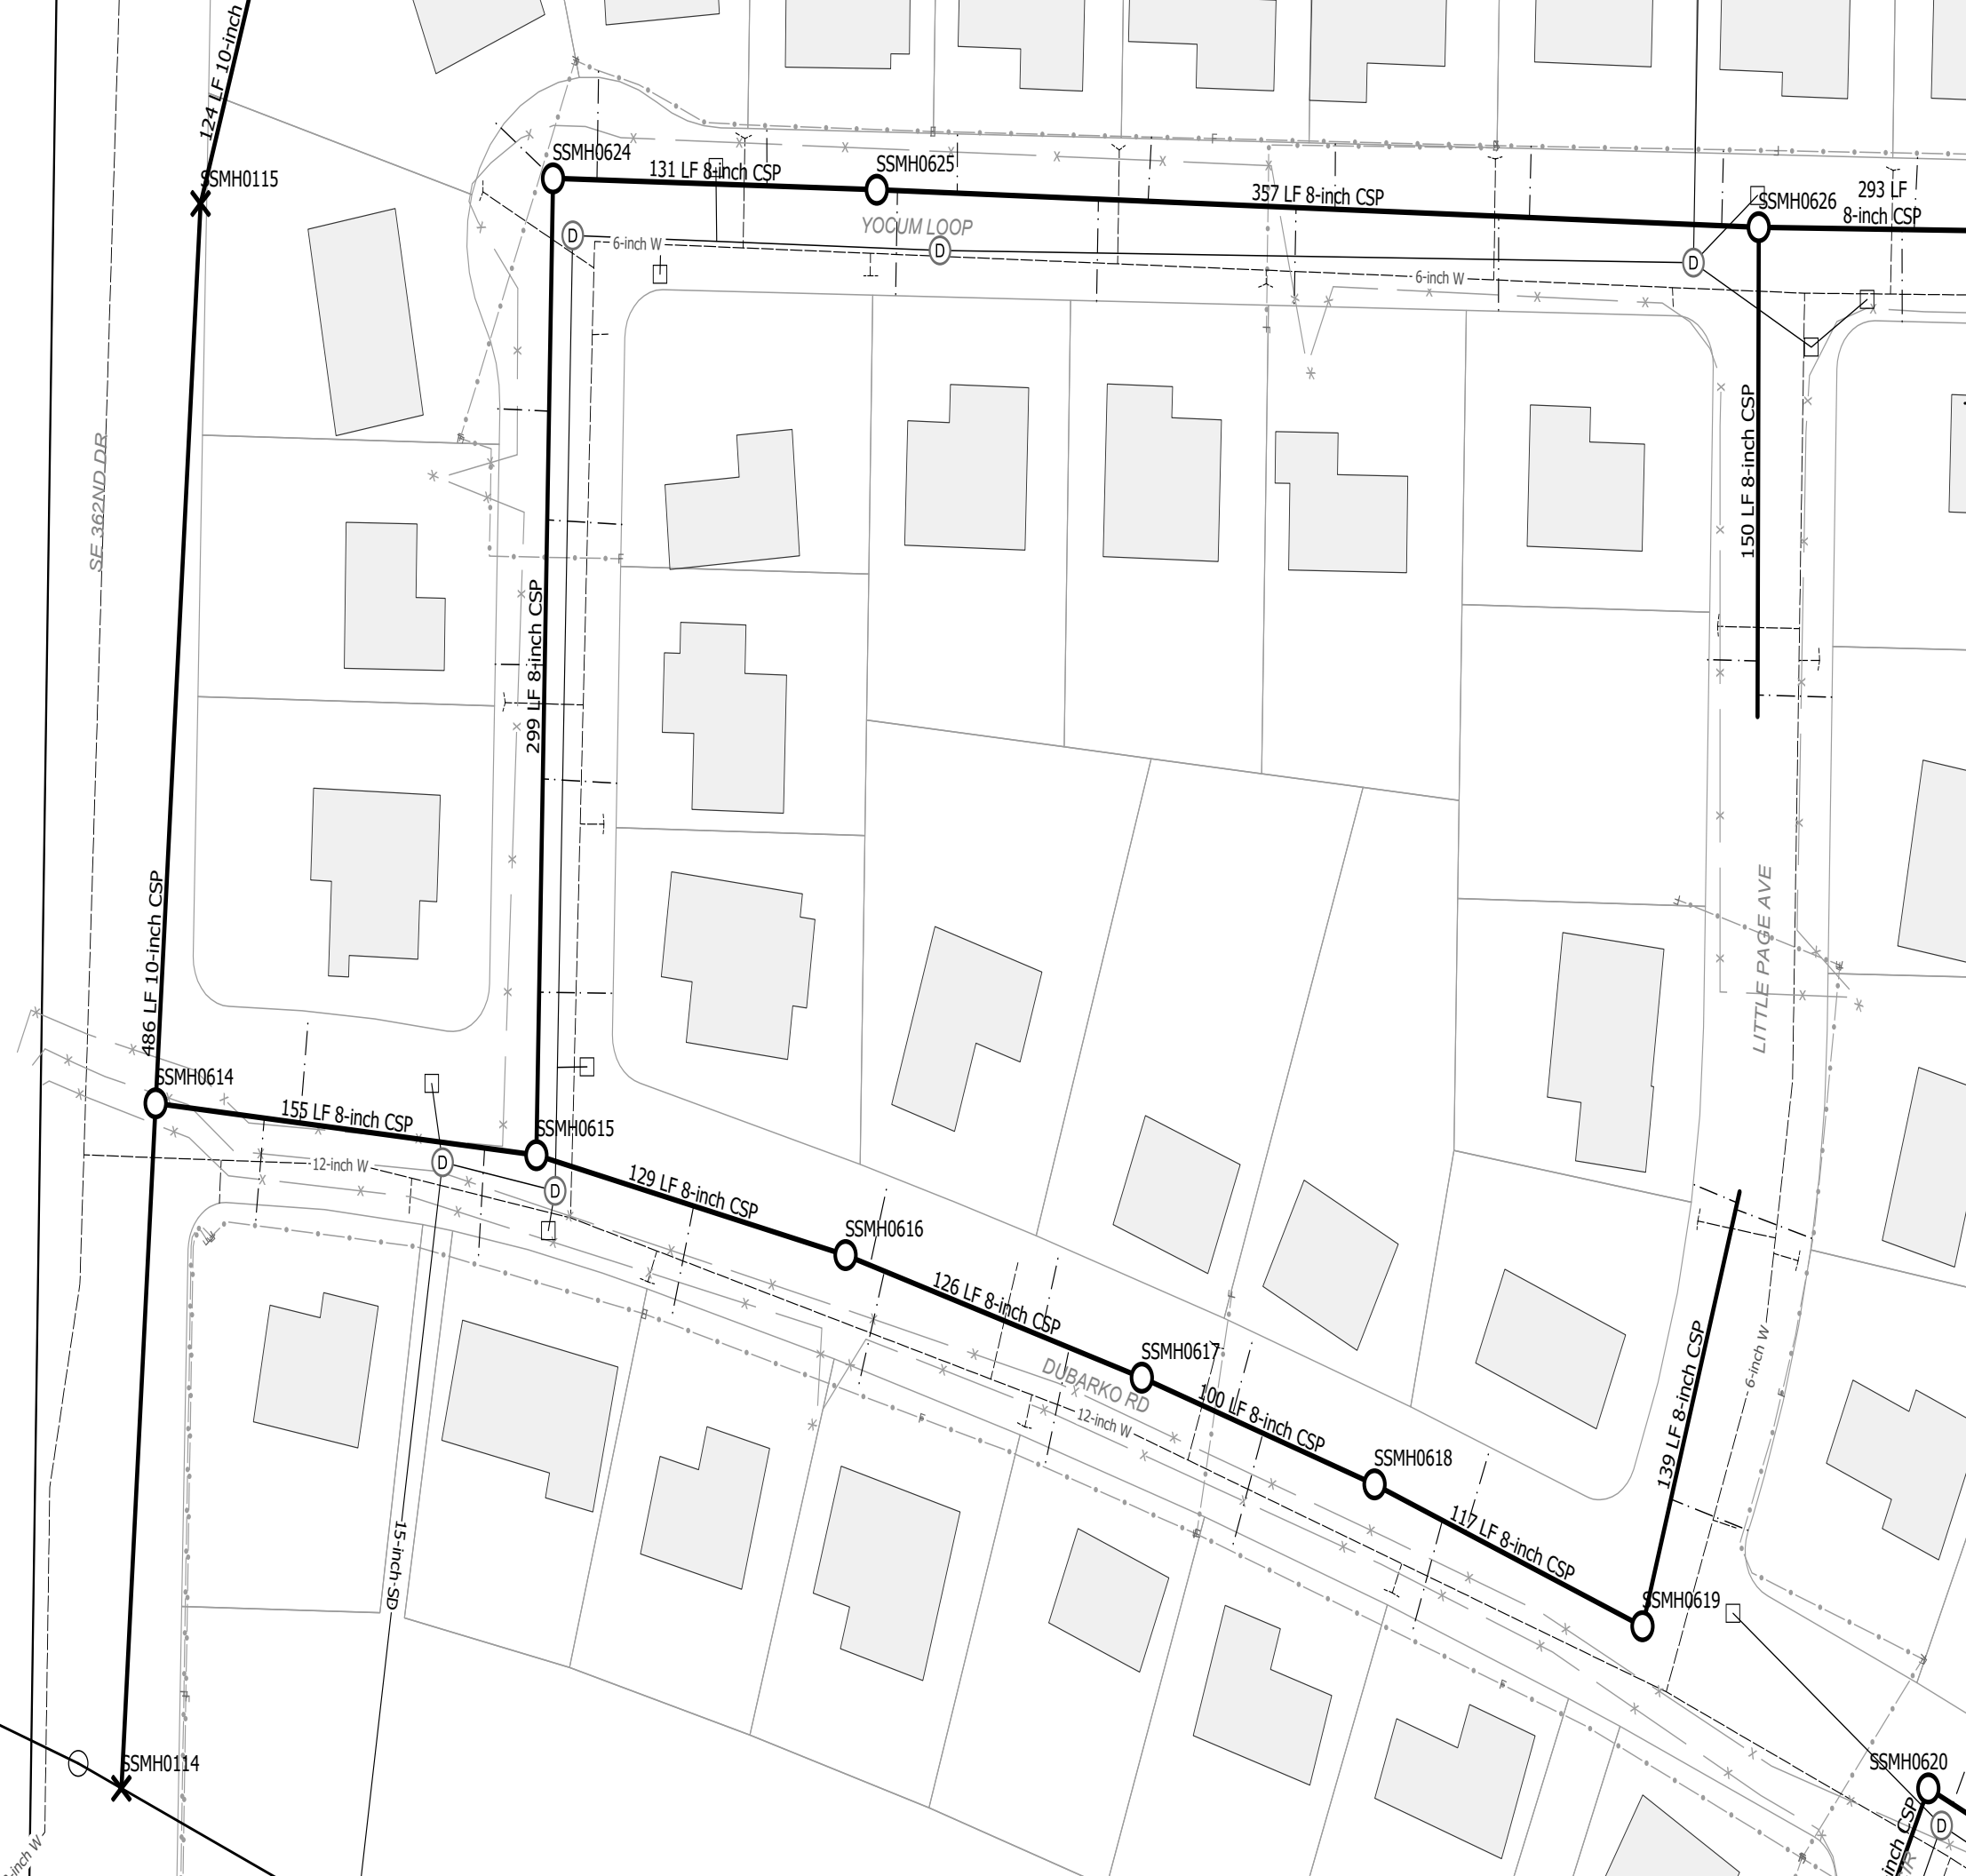 124 LF 10-inch
SSMH0115
SSMH0624
131 LF 8-inch CSP
SSMH0625
357 LF 8-inch CSP
SSMH0626
293 LF
8-inch CSP
YOCUM LOOP
D
D
D
6-inch W
6-inch W
SE 362ND DR
150 LF 8-inch CSP
299 LF 8-inch CSP
486 LF 10-inch CSP
LITTLE PAGE AVE
SSMH0614
155 LF 8-inch CSP
SSMH0615
12-inch W
D
D
129 LF 8-inch CSP
SSMH0616
126 LF 8-inch CSP
SSMH0617
DUBARKO RD
12-inch W
100 LF 8-inch CSP
SSMH0618
117 LF 8-inch CSP
139 LF 8-inch CSP
6-inch W
SSMH0619
15-inch SD
SSMH0114
SSMH0620
D
-inch W
inch CSP